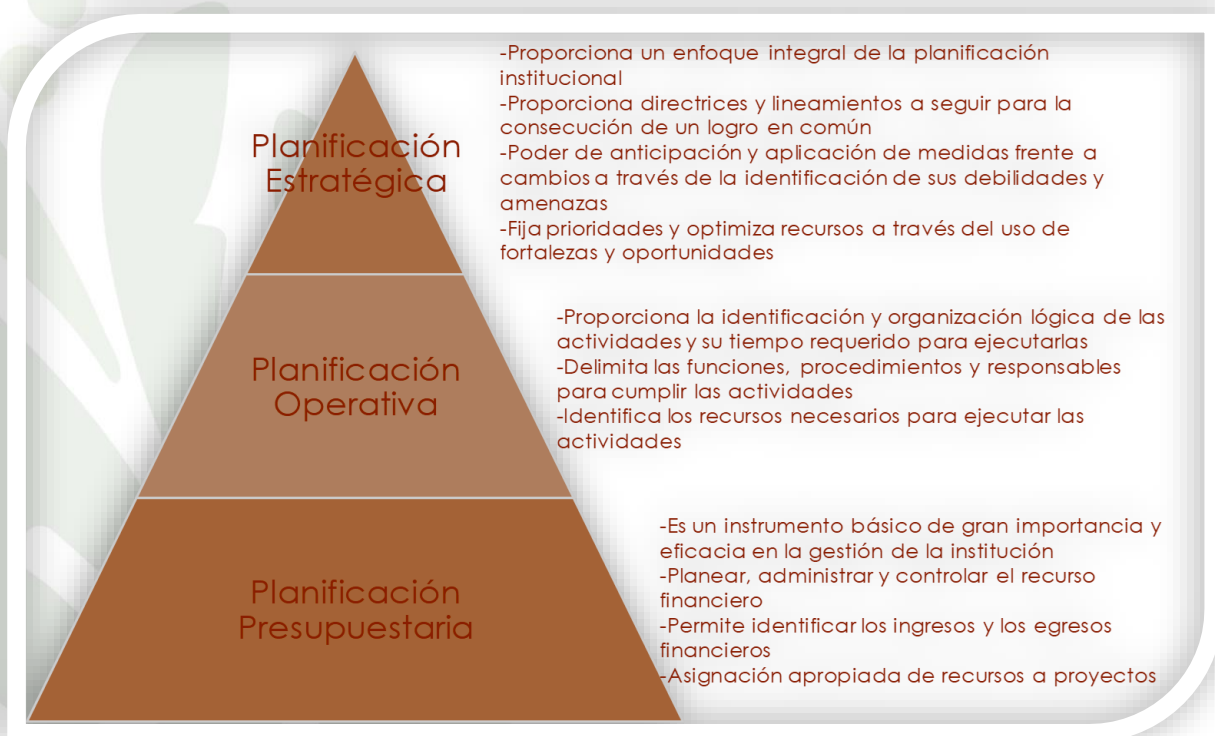 -Proporciona un enfoque integral de la planificación
institucional
-Proporciona directrices y lineamientos a seguir para la
consecución de un logro en común
-Poder de anticipación y aplicación de medidas frente a
cambios a través de la identificación de sus debilidades y
amenazas
-Fija prioridades y optimiza recursos a través del uso de
fortalezas y oportunidades
Planificación
Estratégica
-Proporciona la identificación y organización lógica de las
actividades y su tiempo requerido para ejecutarlas
-Delimita las funciones, procedimientos y responsables
para cumplir las actividades
-Identifica los recursos necesarios para ejecutar las
actividades
Planificación
Operativa
-Es un instrumento básico de gran importancia y
eficacia en la gestión de la institución
-Planear, administrar y controlar el recurso
financiero
-Permite identificar los ingresos y los egresos
financieros
-Asignación apropiada de recursos a proyectos
Planificación
Presupuestaria